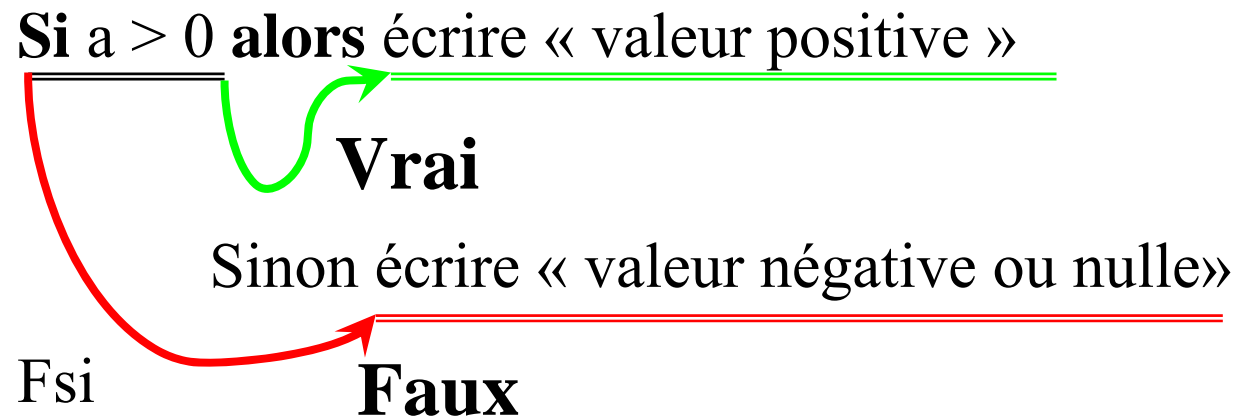 Si a > 0 alors écrire « valeur positive »
Vrai
Sinon écrire « valeur négative ou nulle»
Fsi
Faux